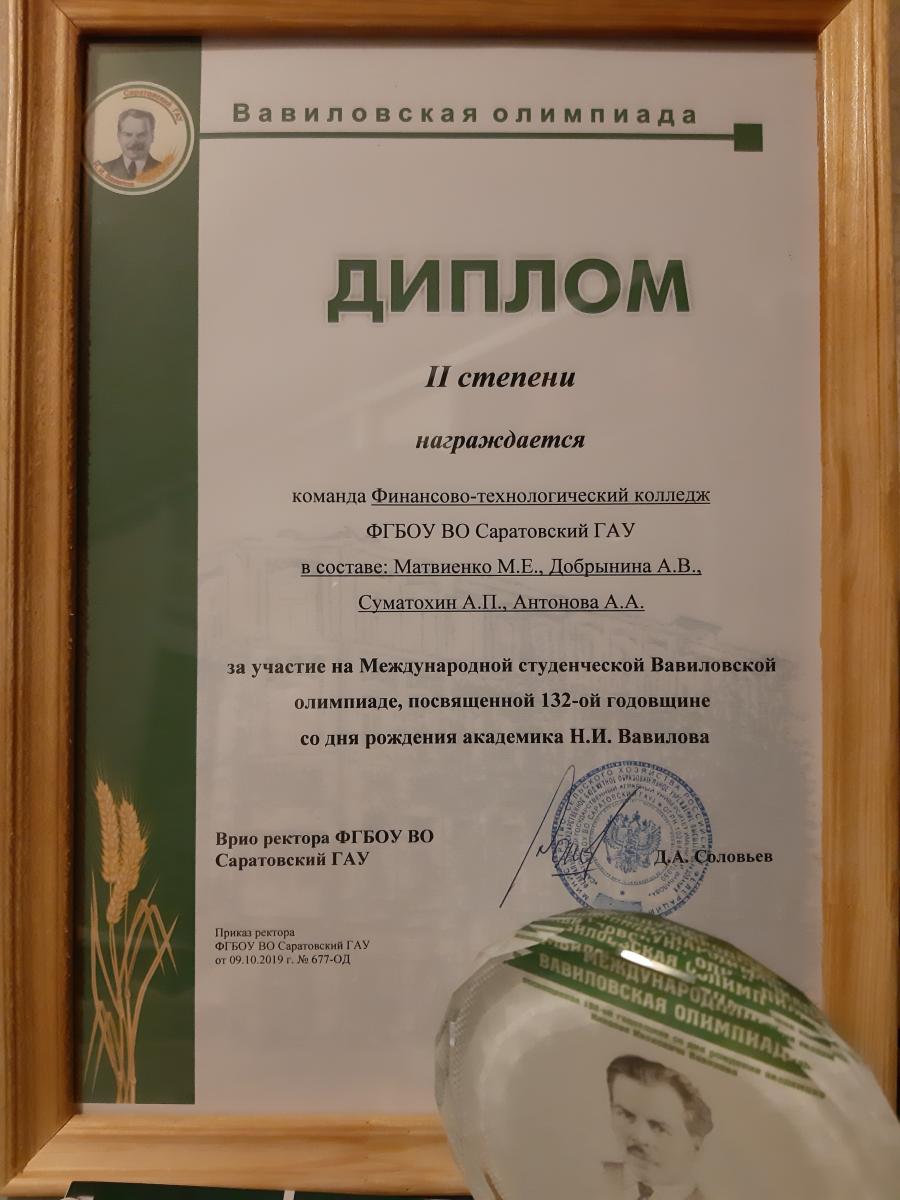 Саратовский ГАУ
Вавиловская олимпиада
ДИПЛОМ
II степени
награждается
команда Финансово-технологический колледж
ФГБОУ ВО Саратовский ГАУ
в составе: Матвиенко М.Е., Добрынина А.В.,
Суматохин А.П., Антонова А.А.
за участие на Международной студенческой Вавиловской
олимпиаде, посвященной 132-ой годовщине
со дня рождения академика Н.И. Вавилова
Врио ректора ФГБОУ ВО
Саратовский ГАУ
Д.А. Соловьев
Приказ ректора
ФГБОУ ВО Саратовский ГАУ
от 09.10.2019 г. № 677-ОД
МЕЖДУНАРОДНАЯ
ВАВИЛОВСКАЯ ОЛИМПИАДА